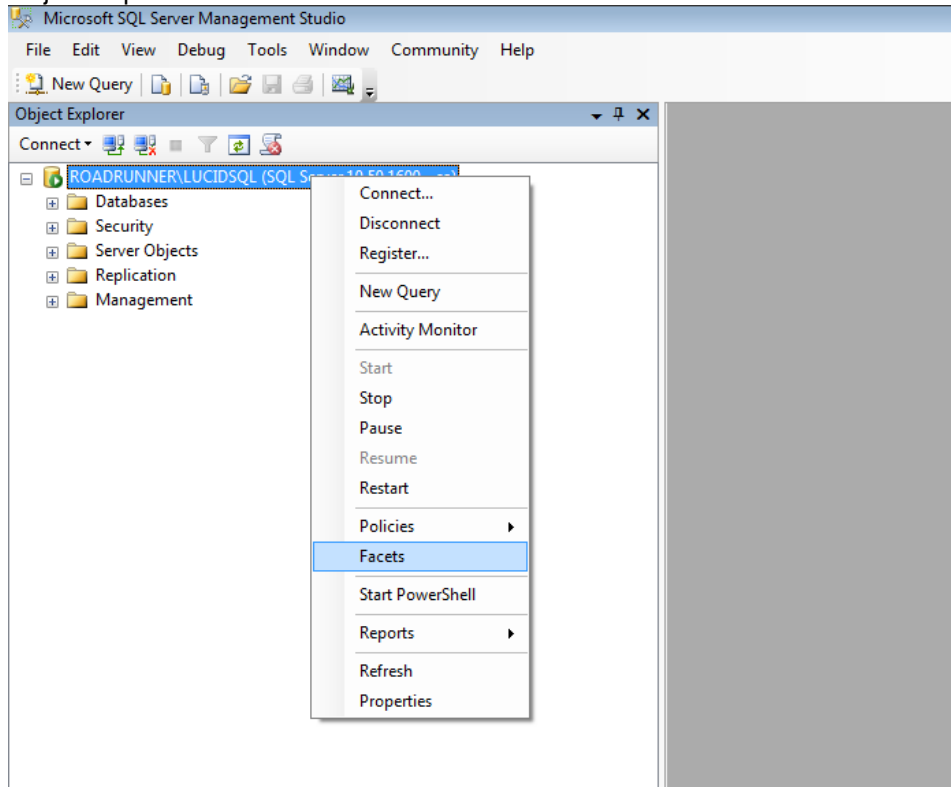 Microsoft SQL Server Management Studio
File Edit View Debug Tools Window Community Help
New Query
Object Explorer
Connect
ROADRUNNER\LUCIDSQL (SQL
Databases
Security
Server Objects
Replication
Management
Connect...
Disconnect
Register...
New Query
Activity Monitor
Start
Stop
Pause
Resume
Restart
Policies
Facets
Start PowerShell
Reports
Refresh
Properties